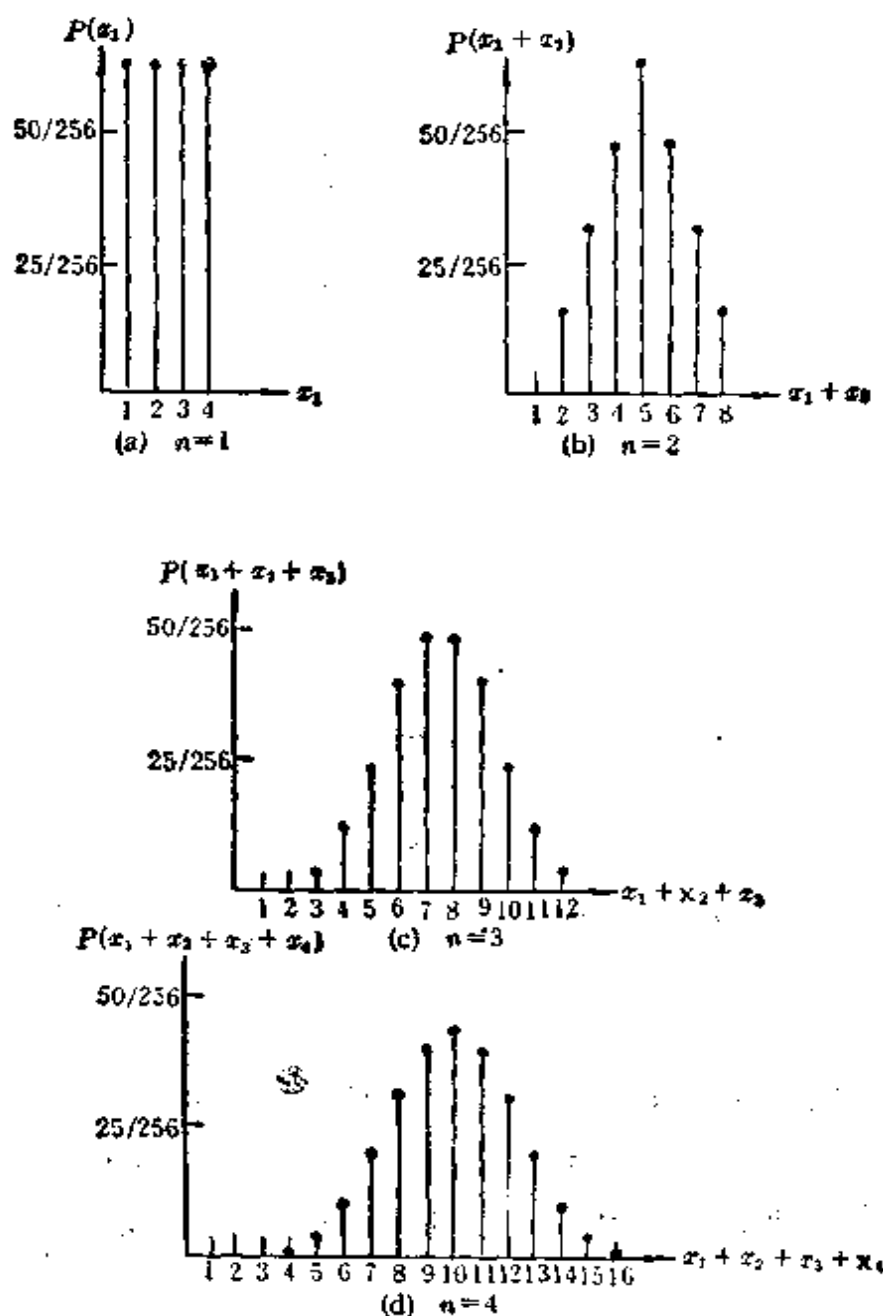 P(x₁)
50/256
25/256
1 2 3 4
x₁
(a) n=1
P(x₁ + x₂)
50/256
25/256
1 2 3 4 5 6 7 8
x₁ + x₂
(b) n=2
P(x₁ + x₂ + x₃)
50/256
25/256
1 2 3 4 5 6 7 8 9 10 11 12
x₁ + x₂ + x₃
(c) n=3
P(x₁ + x₂ + x₃ + x₄)
50/256
25/256
1 2 3 4 5 6 7 8 9 10 11 12 13 14 15 16
x₁ + x₂ + x₃ + x₄
(d) n=4